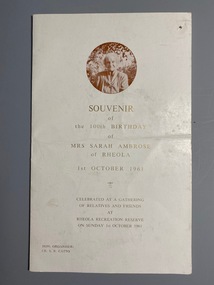 SOUVENIR
of
the 100th BIRTHDAY
of
MRS SARAH AMBROSE
of RHEOLA
1st OCTOBER 1961
CELEBRATED AT A GATHERING
OF RELATIVES AND FRIENDS
AT
RHEOLA RECREATION RESERVE
ON SUNDAY 1st OCTOBER 1961